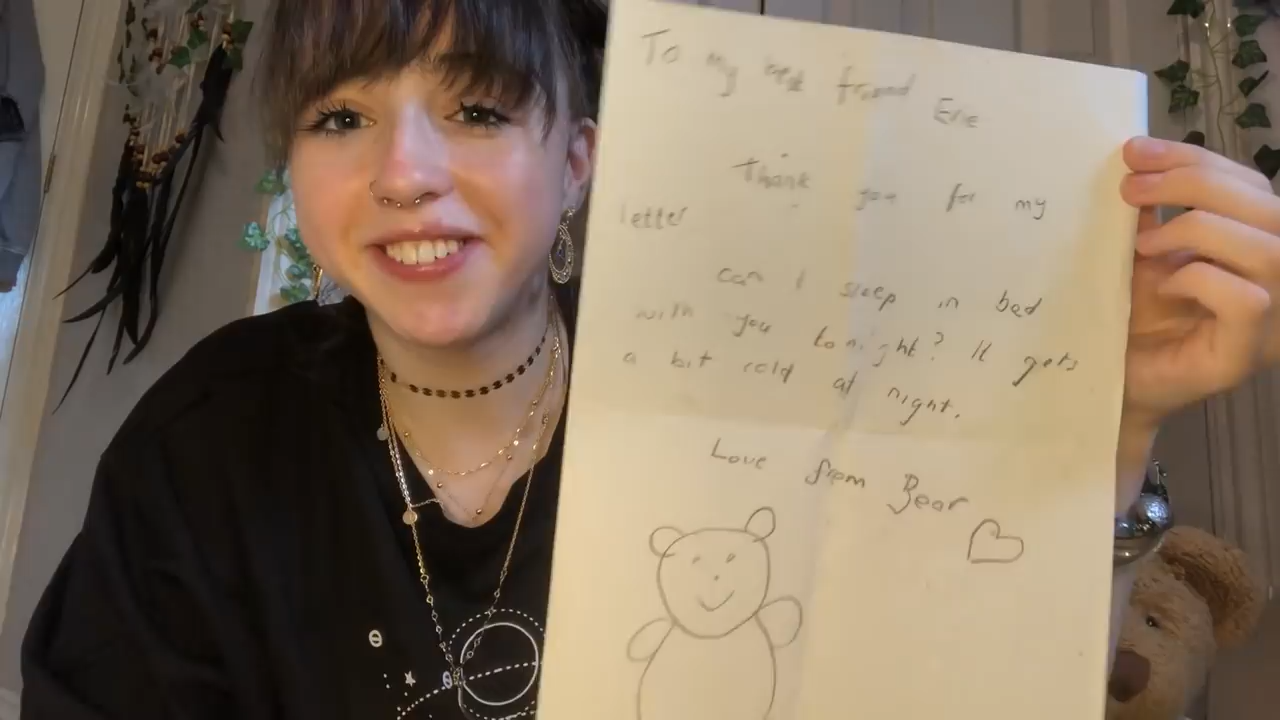 To my best friend Erie
Thank you for my
letter
can I sleep in bed
with you tonight? It gets
a bit cold at night.
Love from Bear